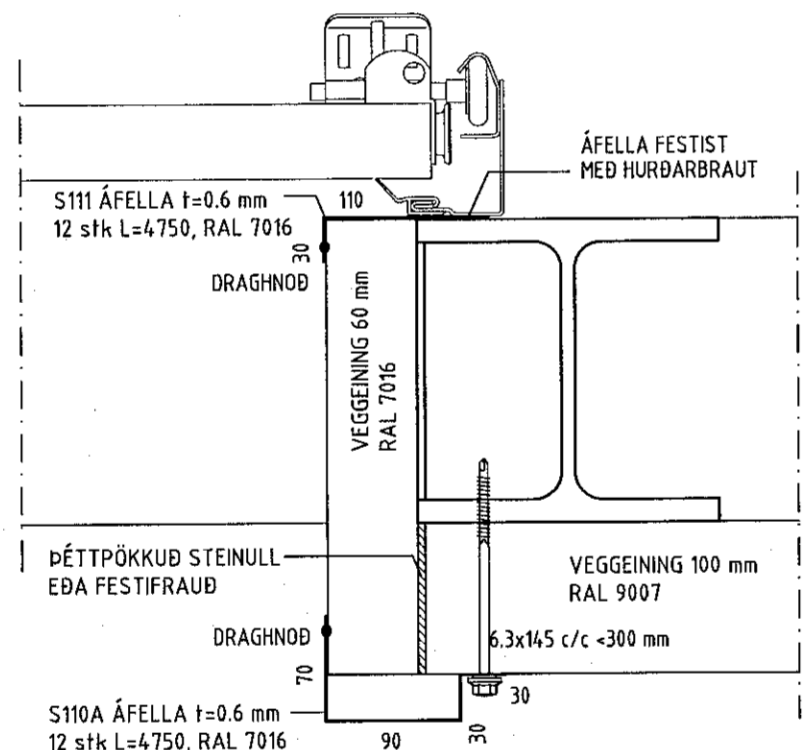 ÁFELLA FESTIST
MEÐ HURÐARBRAUT
S111 ÁFELLA t=0.6 mm
12 stk L=4750, RAL 7016
110
30
DRAGHNOÐ
VEGGEINING 60 mm
RAL 7016
ÞÉTTPÖKKUÐ STEINULL
EÐA FESTIFRAUÐ
VEGGEINING 100 mm
RAL 9007
DRAGHNOÐ
6.3x145 c/c <300 mm
70
30
S110A ÁFELLA t=0.6 mm
12 stk L=4750, RAL 7016
90
30